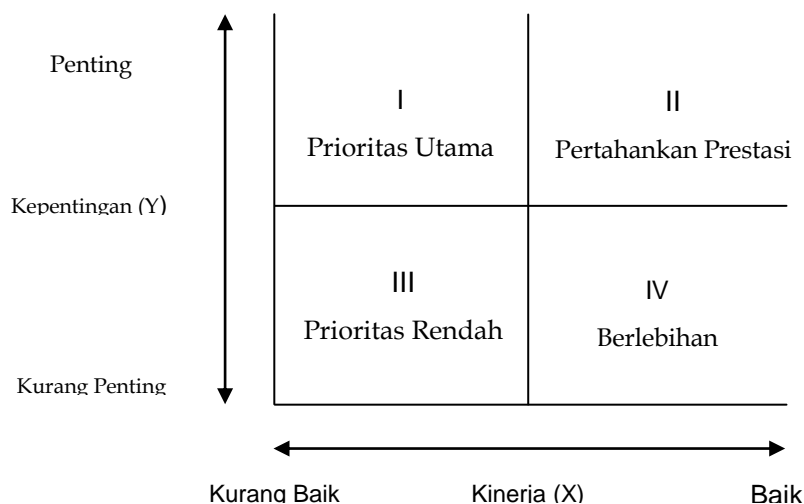 Penting
I
II
Prioritas Utama
Pertahankan Prestasi
Kepentingan (Y)
III
IV
Prioritas Rendah
Berlebihan
Kurang Penting
Kurang Baik
Kinerja (X)
Baik